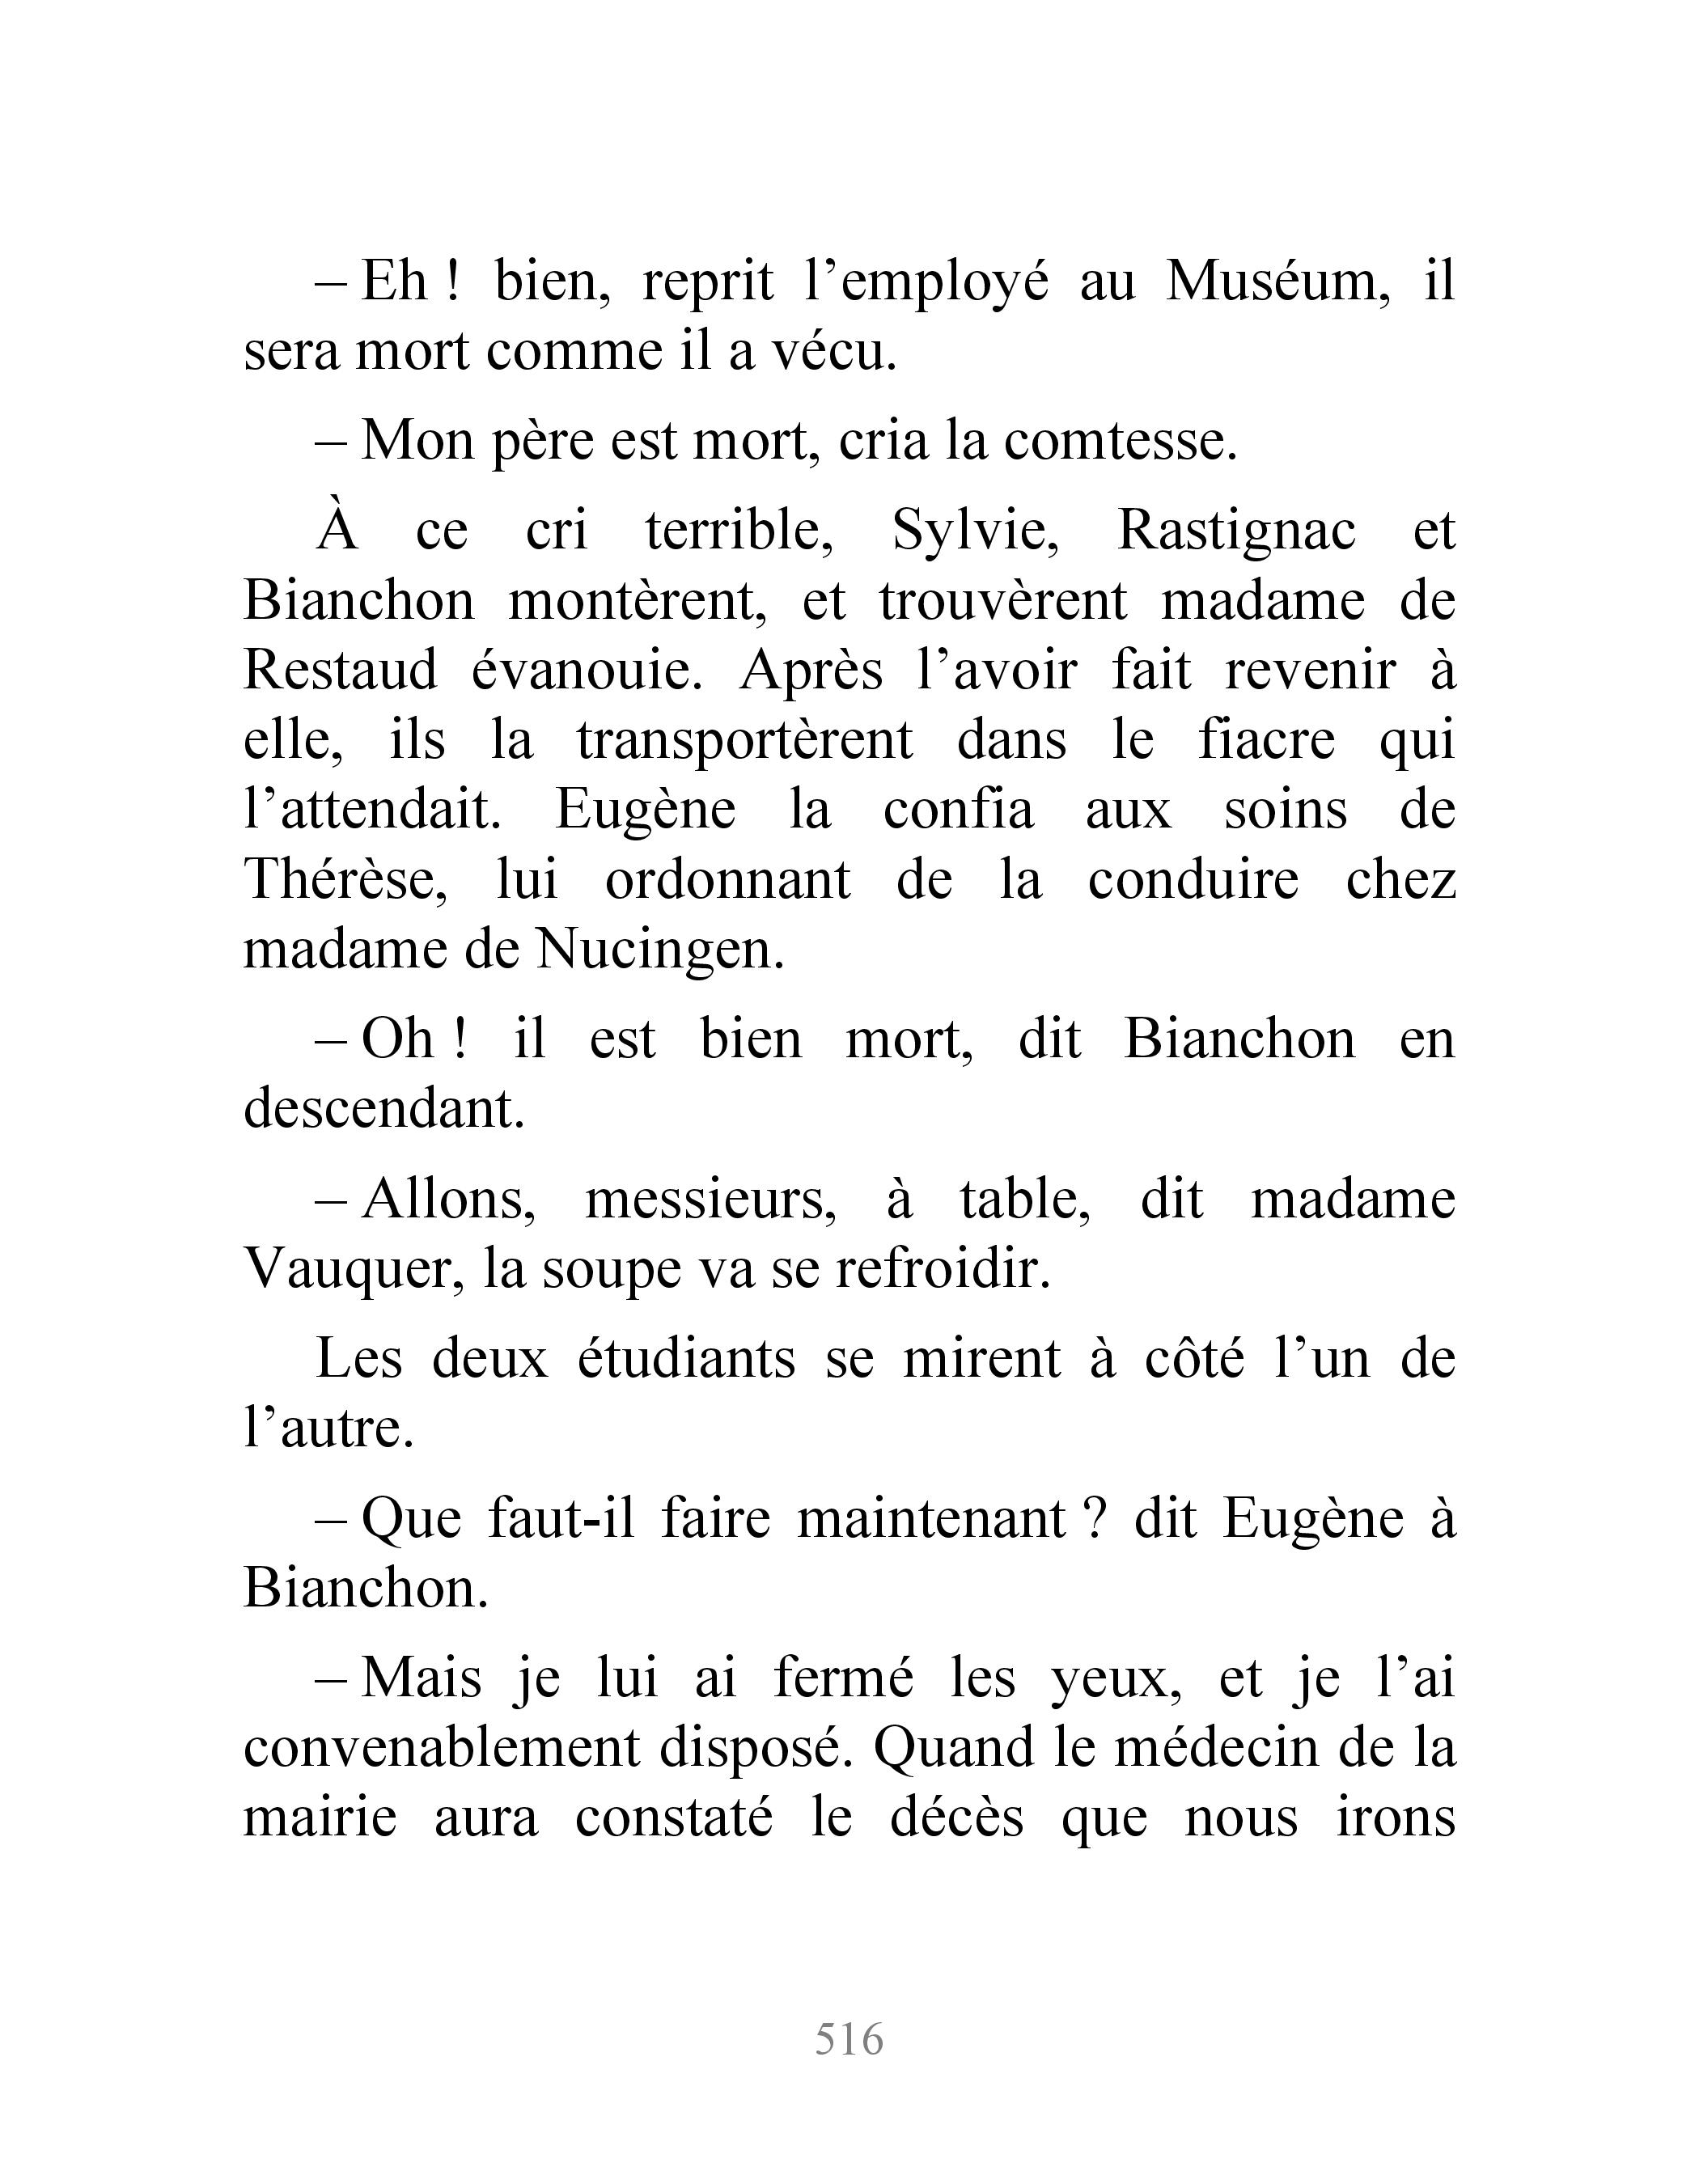 – Eh ! bien, reprit l’employé au Muséum, il
sera mort comme il a vécu.
– Mon père est mort, cria la comtesse.
À ce cri terrible, Sylvie, Rastignac et
Bianchon montèrent, et trouvèrent madame de
Restaud évanouie. Après l’avoir fait revenir à
elle, ils la transportèrent dans le fiacre qui
l’attendait. Eugène la confia aux soins de
Thérèse, lui ordonnant de la conduire chez
madame de Nucingen.
– Oh ! il est bien mort, dit Bianchon en
descendant.
– Allons, messieurs, à table, dit madame
Vauquer, la soupe va se refroidir.
Les deux étudiants se mirent à côté l’un de
l’autre.
– Que faut-il faire maintenant ? dit Eugène à
Bianchon.
– Mais je lui ai fermé les yeux, et je l’ai
convenablement disposé. Quand le médecin de la
mairie aura constaté le décès que nous irons
516